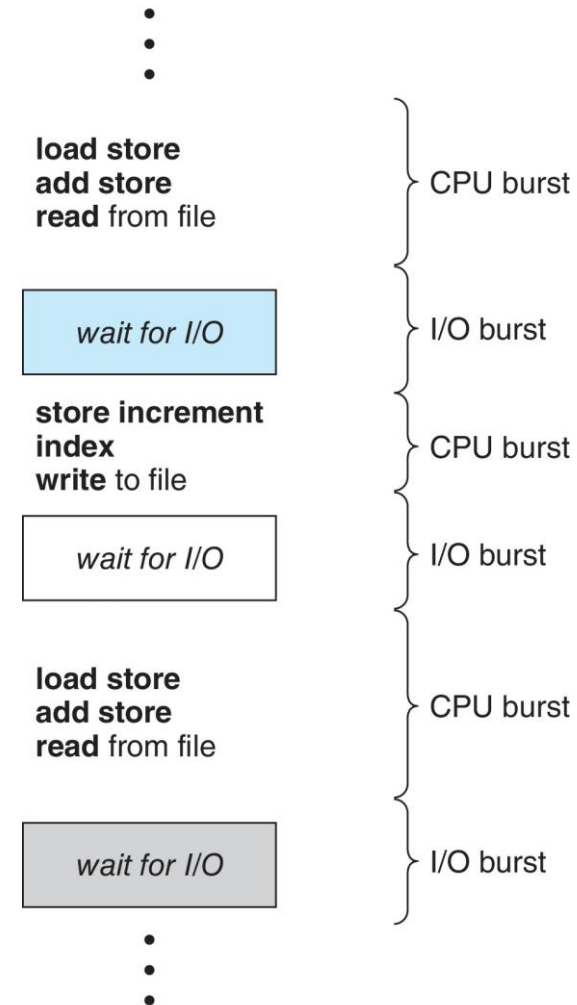 load store
add store
read from file
CPU burst
wait for I/O
I/O burst
store increment
index
write to file
CPU burst
wait for I/O
I/O burst
load store
add store
read from file
CPU burst
wait for I/O
I/O burst